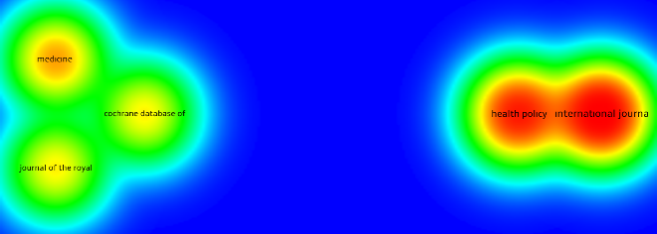 medicine
cochrane database of
health policy
international journa
journal of the royal